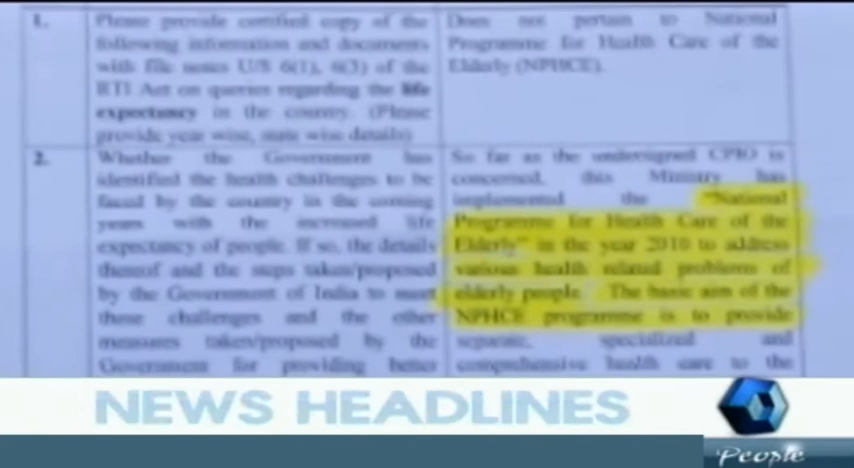 1.
Please provide certified copy of the
following information and documents
with file notes U/S 6(1), 6(3) of the
RTI Act on queries regarding the life
expectancy in the country. (Please
provide year wise, state wise details)
Does not pertain to National
Programme for Health Care of the
Elderly (NPHCE).
2.
Whether the Government has
identified the health challenges to be
faced by the country in the coming
years with the increased life
expectancy of people. If so, the details
thereof and the steps taken/proposed
by the Government of India to meet
these challenges and the other
measures taken/proposed by the
Government for providing better
So far as the undersigned CPIO is
concerned, this Ministry has
implemented the "National
Programme for Health Care of the
Elderly" in the year 2010 to address
various health related problems of
elderly people. The basic aim of the
NPHCE programme is to provide
separate, specialized and
comprehensive health care to the
NEWS HEADLINES
People